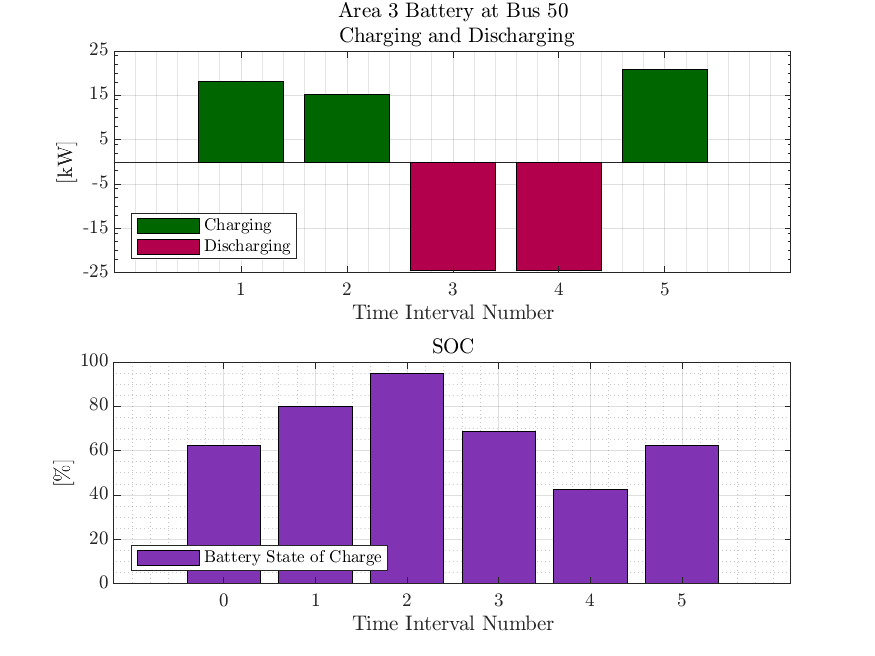 Area 3 Battery at Bus 50
Charging and Discharging
25
15
5
-5
-15
-25
[kW]
Charging
Discharging
1 2 3 4 5
Time Interval Number
SOC
100
80
60
40
20
0
[%]
Battery State of Charge
0 1 2 3 4 5
Time Interval Number